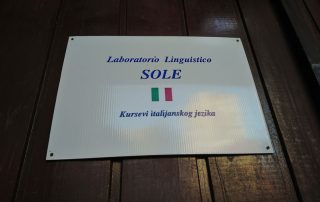 Laboratorio Linguistico
SOLE
Kursevi italijanskog jezika